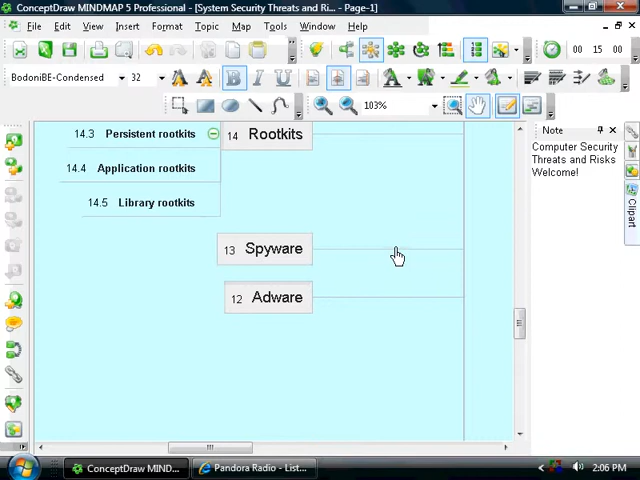 ConceptDraw MINDMAP 5 Professional - [System Security Threats and Ri... - Page-1]
File Edit View Insert Format Topic Map Tools Window Help
00 15 00
BodoniBE-Condensed 32 B I U
103%
14.3 Persistent rootkits
14 Rootkits
14.4 Application rootkits
14.5 Library rootkits
13 Spyware
12 Adware
Note
Computer Security
Threats and Risks
Welcome!
Clipart
ConceptDraw MIND...
Pandora Radio - List...
2:06 PM